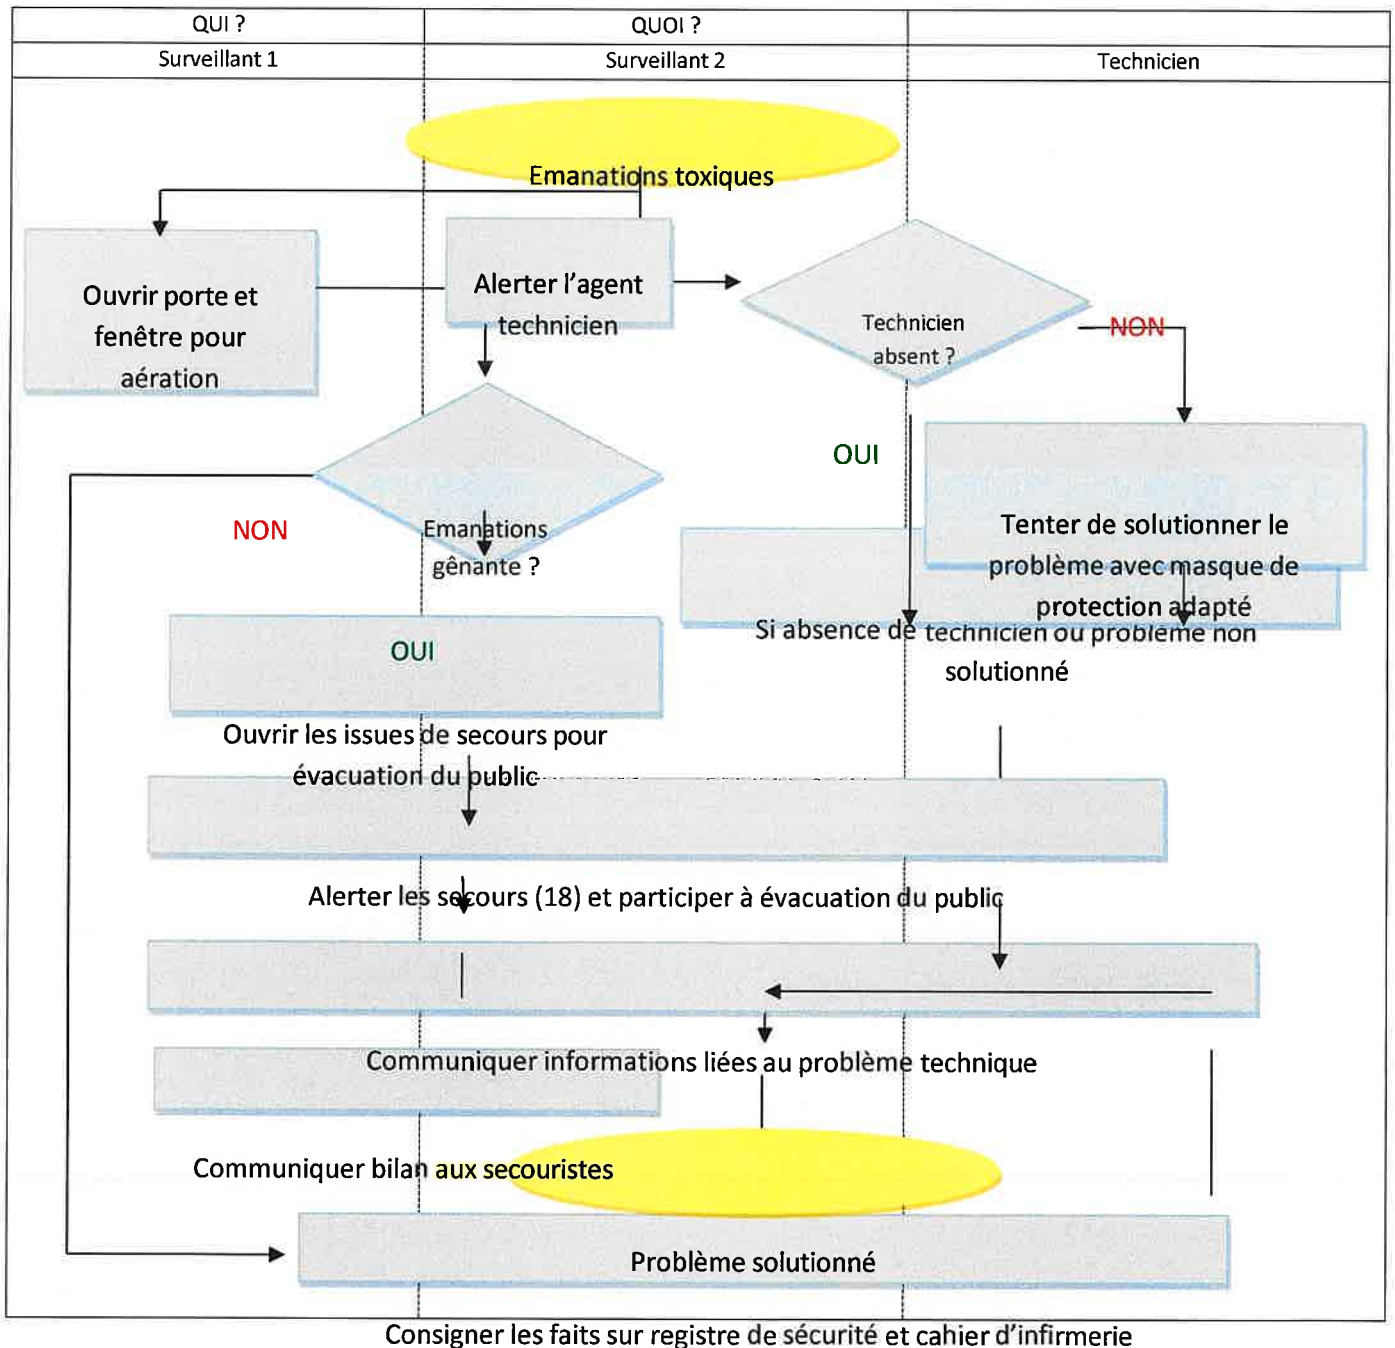 QUI ?
QUOI ?
Surveillant 1
Surveillant 2
Technicien
Emanations toxiques
Ouvrir porte et
fenêtre pour
aération
Alerter l'agent
technicien
Technicien
absent ?
NON
OUI
NON
Emanations
gênante ?
Tenter de solutionner le
problème avec masque de
protection adapté
Si absence de technicien ou problème non
solutionné
OUI
Ouvrir les issues de secours pour
évacuation du public
Alerter les secours (18) et participer à évacuation du public
Communiquer informations liées au problème technique
Communiquer bilan aux secouristes
Problème solutionné
Consigner les faits sur registre de sécurité et cahier d'infirmerie